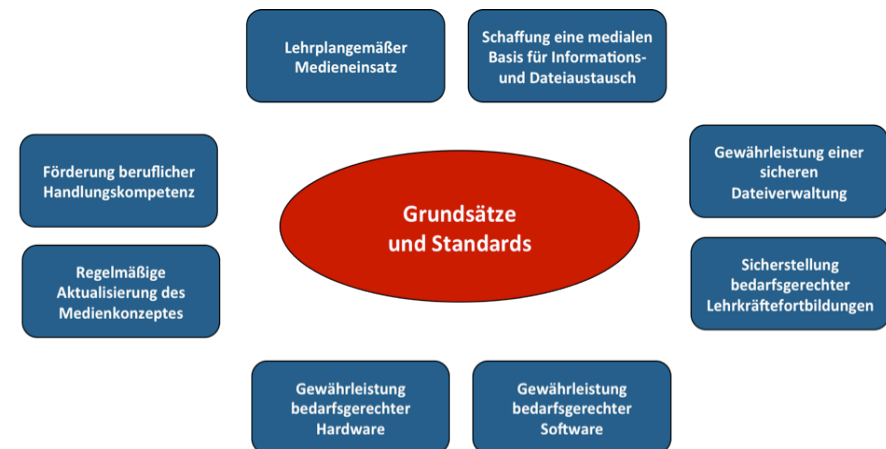 Lehrplangemäßer
Medieneinsatz
Schaffung eine medialen
Basis für Informations-
und Dateiaustausch
Förderung beruflicher
Handlungskompetenz
Gewährleistung einer
sicheren
Dateiverwaltung
Grundsätze
und Standards
Regelmäßige
Aktualisierung des
Medienkonzeptes
Sicherstellung
bedarfsgerechter
Lehrkräftefortbildungen
Gewährleistung
bedarfsgerechter
Hardware
Gewährleistung
bedarfsgerechter
Software